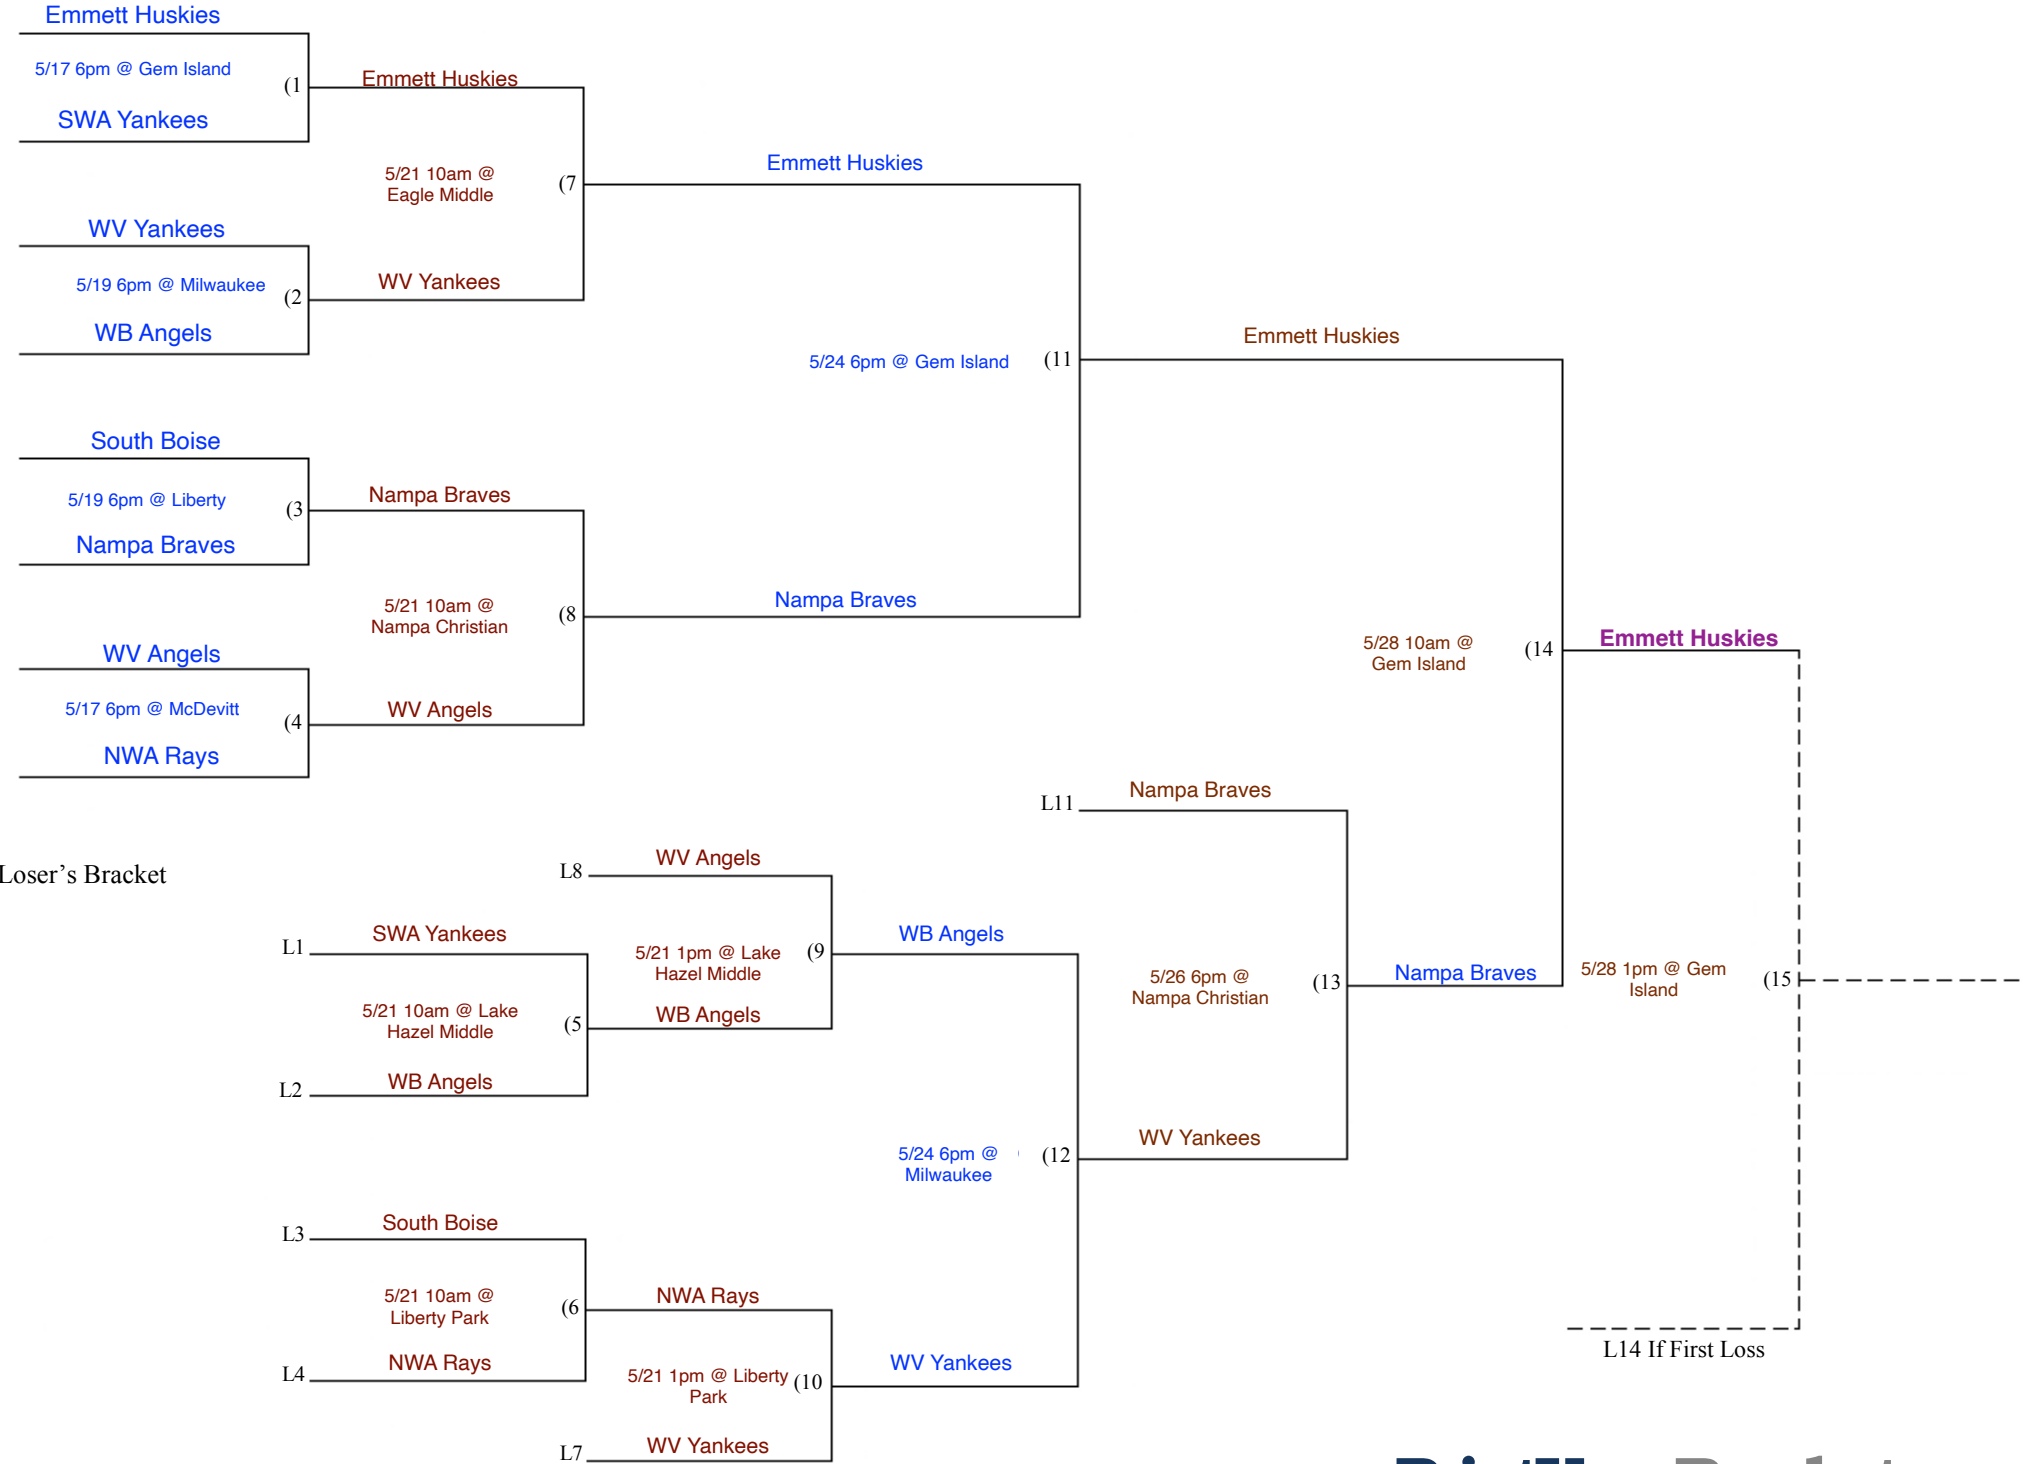 Emmett Huskies
5/17 6pm @ Gem Island
(1
SWA Yankees
Emmett Huskies
5/21 10am @
Eagle Middle
(7
WV Yankees
5/19 6pm @ Milwaukee
(2
WB Angels
WV Yankees
Emmett Huskies
5/24 6pm @ Gem Island
(11
Emmett Huskies
South Boise
5/19 6pm @ Liberty
(3
Nampa Braves
Nampa Braves
5/21 10am @
Nampa Christian
(8
Nampa Braves
WV Angels
5/17 6pm @ McDevitt
(4
NWA Rays
WV Angels
5/28 10am @
Gem Island
(14
Emmett Huskies
Loser's Bracket
L11
Nampa Braves
L8
WV Angels
L1
SWA Yankees
5/21 1pm @ Lake
Hazel Middle
(9
WB Angels
5/21 10am @ Lake
Hazel Middle
(5
WB Angels
L2
WB Angels
5/26 6pm @
Nampa Christian
(13
Nampa Braves
5/28 1pm @ Gem
Island
(15
5/24 6pm @
Milwaukee
(12
WV Yankees
L3
South Boise
5/21 10am @
Liberty Park
(6
NWA Rays
L4
NWA Rays
5/21 1pm @ Liberty
Park
(10
WV Yankees
L7
WV Yankees
L14 If First Loss